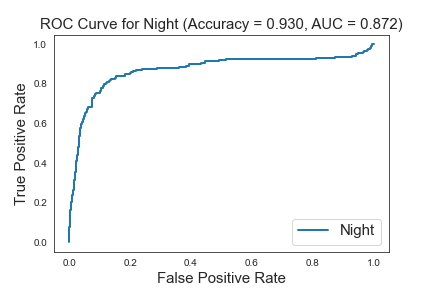 ROC Curve for Night (Accuracy = 0.930, AUC = 0.872)
True Positive Rate
1.0
0.8
0.6
0.4
0.2
0.0
Night
0.0 0.2 0.4 0.6 0.8 1.0
False Positive Rate